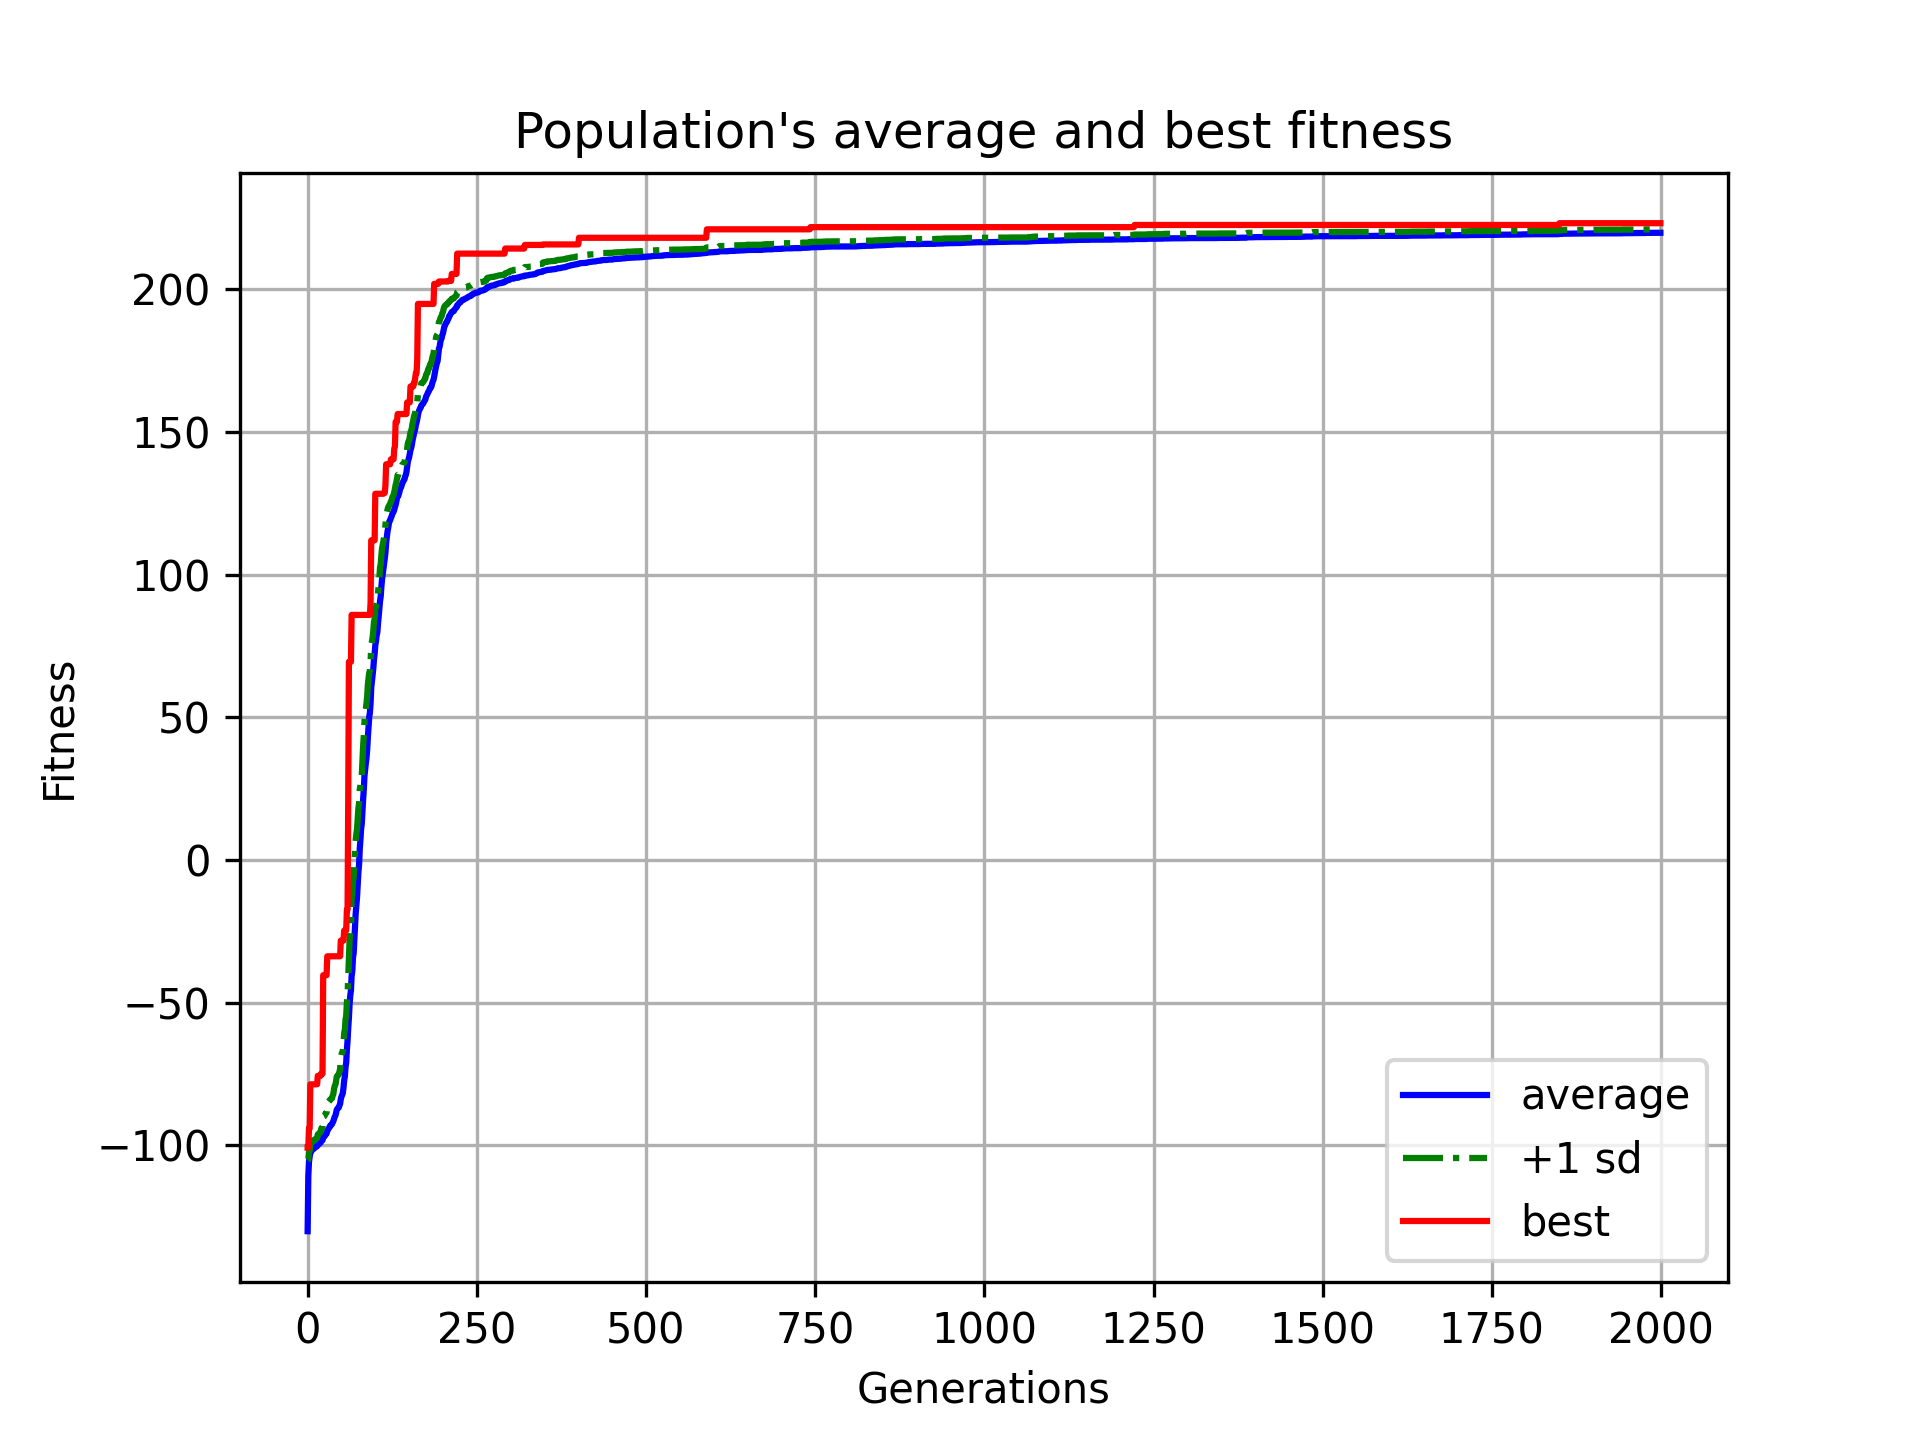 Population's average and best fitness
Fitness
200
150
100
50
0
−50
−100
average
+1 sd
best
0 250 500 750 1000 1250 1500 1750 2000
Generations